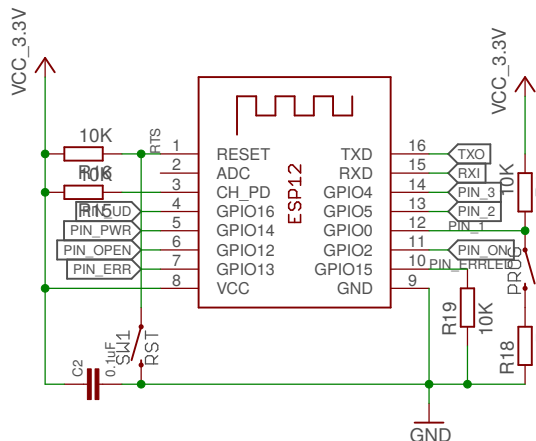 VCC_3.3V
VCC_3.3V
10K
R16
10K
R15
RTS
ESP12
1 RESET
2 ADC
3 CH_PD
4 GPIO16
5 GPIO14
6 GPIO12
7 GPIO13
8 VCC
TXD 16 TXO
RXD 15 RXI
GPIO4 14 PIN_3
GPIO5 13 PIN_2
GPIO0 12 PIN_1
GPIO2 11 PIN_ON
GPIO15 10 PIN_ERRLED
GND 9
PIN_UD
PIN_PWR
PIN_OPEN
PIN_ERR
10K
R19
10K
R18
SW1
RST
C2
0.1uF
GND